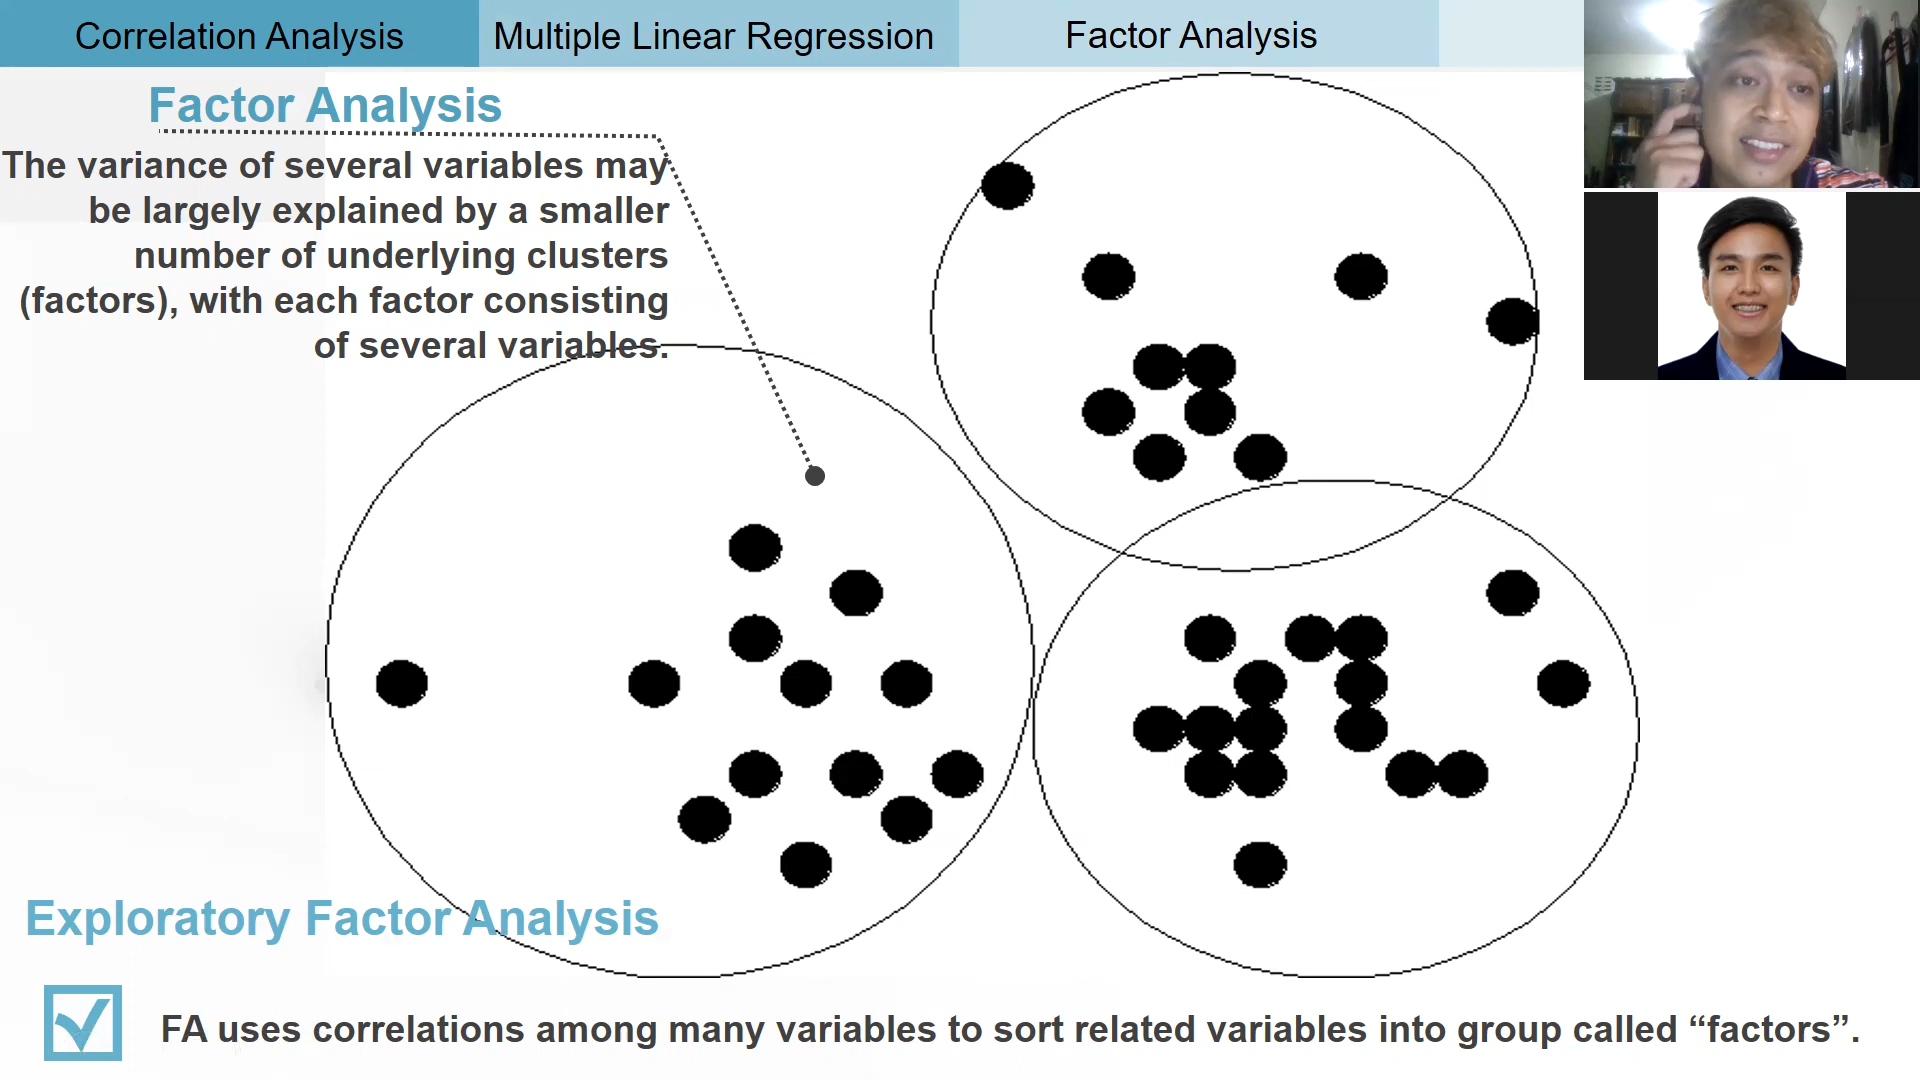 Correlation Analysis
Multiple Linear Regression
Factor Analysis
Factor Analysis
The variance of several variables may
be largely explained by a smaller
number of underlying clusters
(factors), with each factor consisting
of several variables.
Exploratory Factor Analysis
FA uses correlations among many variables to sort related variables into group called “factors”.